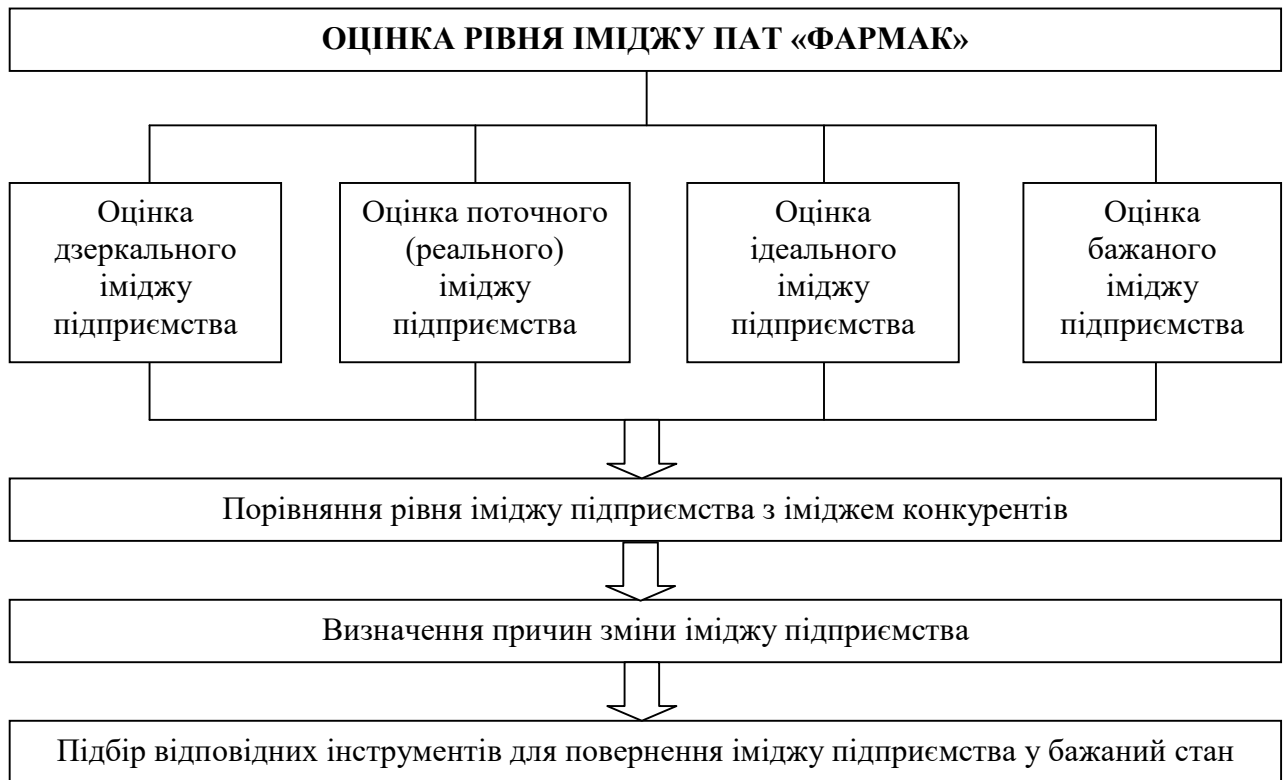 ОЦІНКА РІВНЯ ІМІДЖУ ПАТ «ФАРМАК»
Оцінка
дзеркального
іміджу
підприємства
Оцінка поточного
(реального)
іміджу
підприємства
Оцінка
ідеального
іміджу
підприємства
Оцінка
бажаного
іміджу
підприємства
Порівняння рівня іміджу підприємства з іміджем конкурентів
Визначення причин зміни іміджу підприємства
Підбір відповідних інструментів для повернення іміджу підприємства у бажаний стан